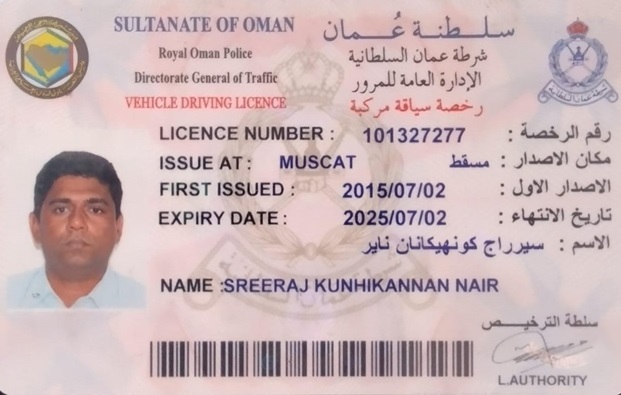 SULTANATE OF OMAN سلطنة عُمان
Royal Oman Police شرطة عمان السلطانية
Directorate General of Traffic الإدارة العامة للمرور
VEHICLE DRIVING LICENCE رخصة سياقة مركبة
LICENCE NUMBER : 101327277 رقم الرخصة :
ISSUE AT : MUSCAT مسقط مكان الاصدار :
FIRST ISSUED : 2015/07/02 الاصدار الاول :
EXPIRY DATE : 2025/07/02 تاريخ الانتهاء :
الاسم : سيرراج كونهيكانان ناير
NAME :SREERAJ KUNHIKANNAN NAIR
سلطة الترخيص
L.AUTHORITY